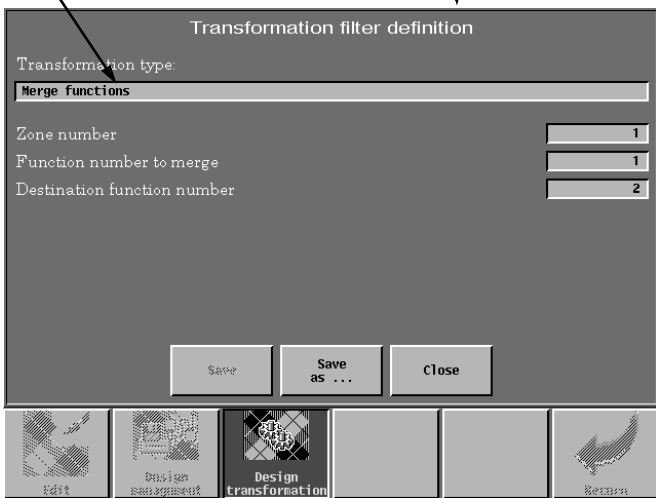 Transformation filter definition
Transformation type:
Merge functions
Zone number 1
Function number to merge 1
Destination function number 2
Save
Save
as ...
Close
Edit
Design
management
Design
transformation
Return